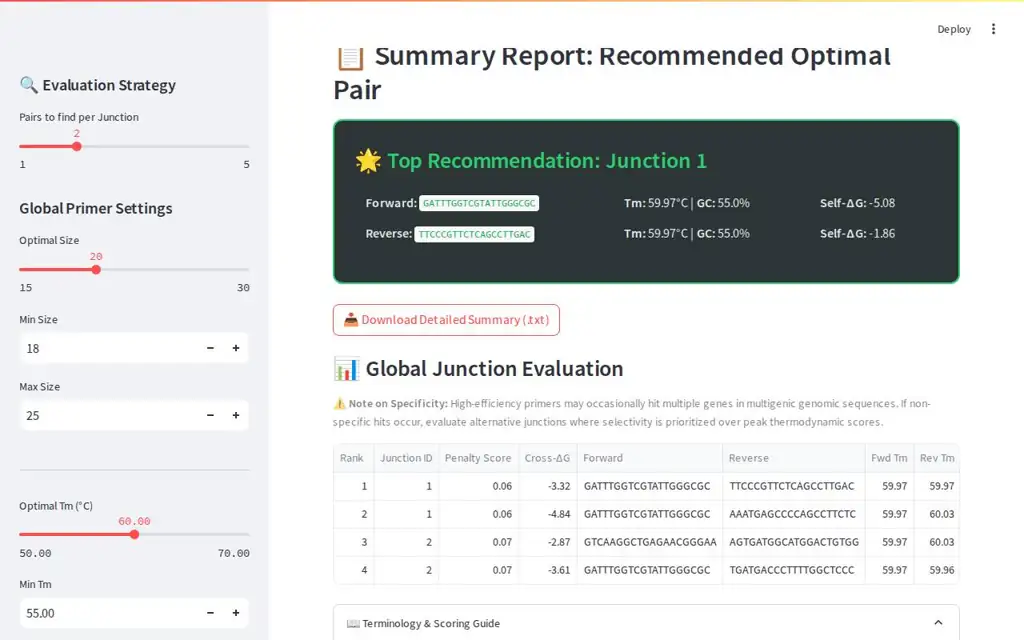 Deploy
🔍 Evaluation Strategy
Pairs to find per Junction
2
1 5
Global Primer Settings
Optimal Size
20
15 30
Min Size
18 − +
Max Size
25 − +
Optimal Tm (°C)
60.00
50.00 70.00
Min Tm
55.00 − +
📋 Summary Report: Recommended Optimal
Pair
🌟 Top Recommendation: Junction 1
Forward: GATTTGGTCGTATTGGGCGC Tm: 59.97°C | GC: 55.0% Self-ΔG: -5.08
Reverse: TTCCCGTTCTCAGCCTTGAC Tm: 59.97°C | GC: 55.0% Self-ΔG: -1.86
📥 Download Detailed Summary (.txt)
📊 Global Junction Evaluation
⚠️ Note on Specificity: High-efficiency primers may occasionally hit multiple genes in multigenic genomic sequences. If non-
specific hits occur, evaluate alternative junctions where selectivity is prioritized over peak thermodynamic scores.
Rank Junction ID Penalty Score Cross-ΔG Forward Reverse Fwd Tm Rev Tm
1 1 0.06 -3.32 GATTTGGTCGTATTGGGCGC TTCCCGTTCTCAGCCTTGAC 59.97 59.97
2 1 0.06 -4.84 GATTTGGTCGTATTGGGCGC AAATGAGCCCCAGCCTTCTC 59.97 60.03
3 2 0.07 -2.87 GTCAAGGCTGAGAACGGGAA AGTGATGGCATGGACTGTGG 59.97 60.03
4 2 0.07 -3.61 GATTTGGTCGTATTGGGCGC TGATGACCCTTTTGGCTCCC 59.97 59.96
📖 Terminology & Scoring Guide